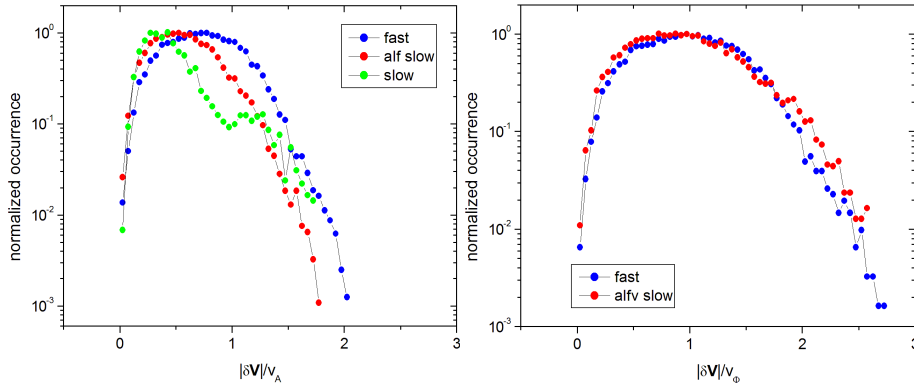 10^0
10^-1
10^-2
10^-3
normalized occurrence
fast
alf slow
slow
0 1 2 3
|δV|/v_A
10^0
10^-1
10^-2
10^-3
normalized occurrence
fast
alfv slow
0 1 2 3
|δV|/v_Φ